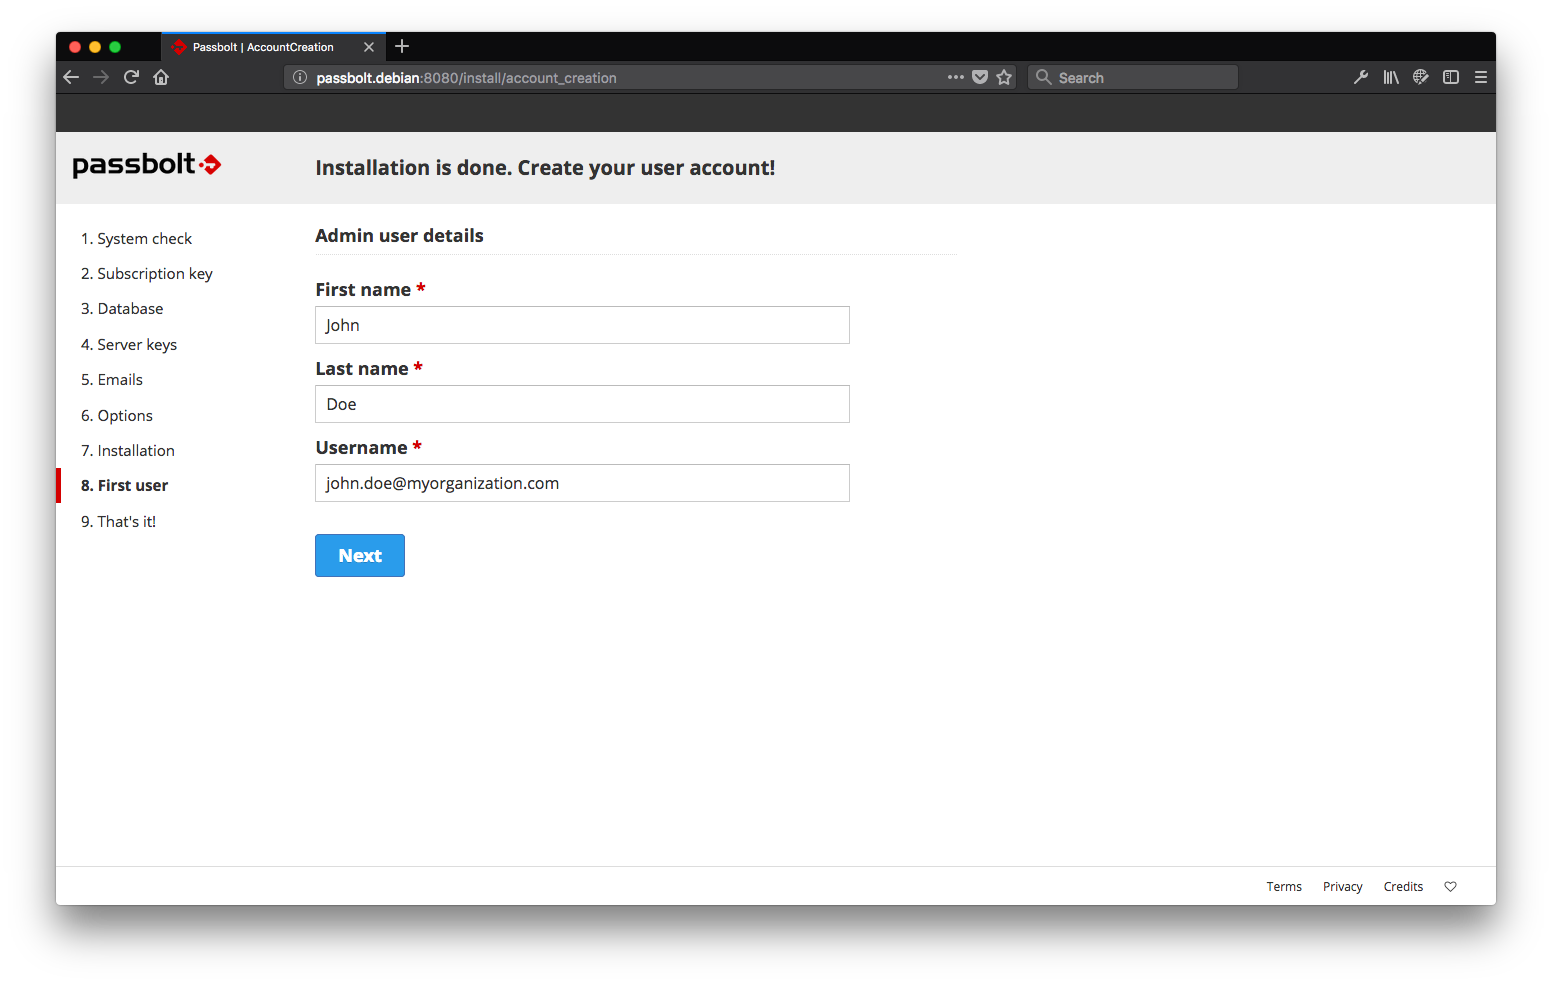 Passbolt | AccountCreation
passbolt.debian:8080/install/account_creation
Search
passbolt
Installation is done. Create your user account!
1. System check
2. Subscription key
3. Database
4. Server keys
5. Emails
6. Options
7. Installation
8. First user
9. That's it!
Admin user details
First name *
John
Last name *
Doe
Username *
john.doe@myorganization.com
Next
Terms Privacy Credits